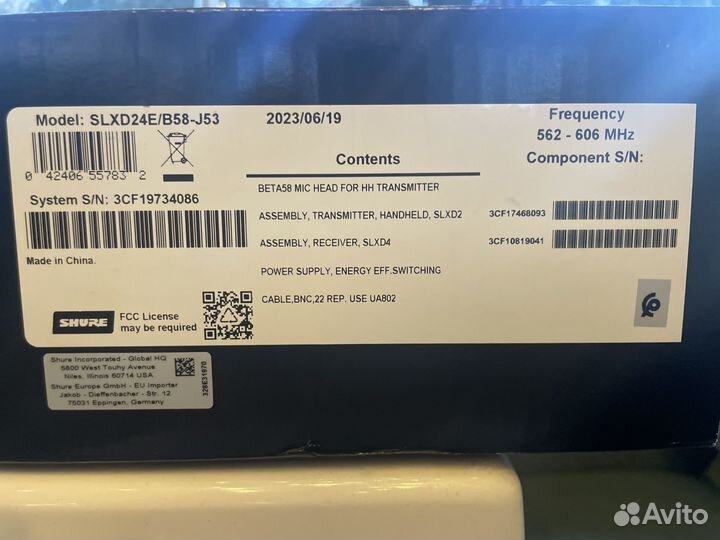 Model: SLXD24E/B58-J53
2023/06/19
Frequency
562 - 606 MHz
0 42406 55783 2
Contents
Component S/N:
System S/N: 3CF19734086
BETA58 MIC HEAD FOR HH TRANSMITTER
ASSEMBLY, TRANSMITTER, HANDHELD, SLXD2
3CF17468093
ASSEMBLY, RECEIVER, SLXD4
3CF10819041
Made in China.
POWER SUPPLY, ENERGY EFF.SWITCHING
CABLE,BNC,22 REP. USE UA802
SHURE
FCC License
may be required
Shure Incorporated - Global HQ
5800 West Touhy Avenue
Niles, Illinois 60714 USA
Shure Europe GmbH - EU Importer
Jakob - Dieffenbacher - Str. 12
75031 Eppingen, Germany
328E31970
Avito